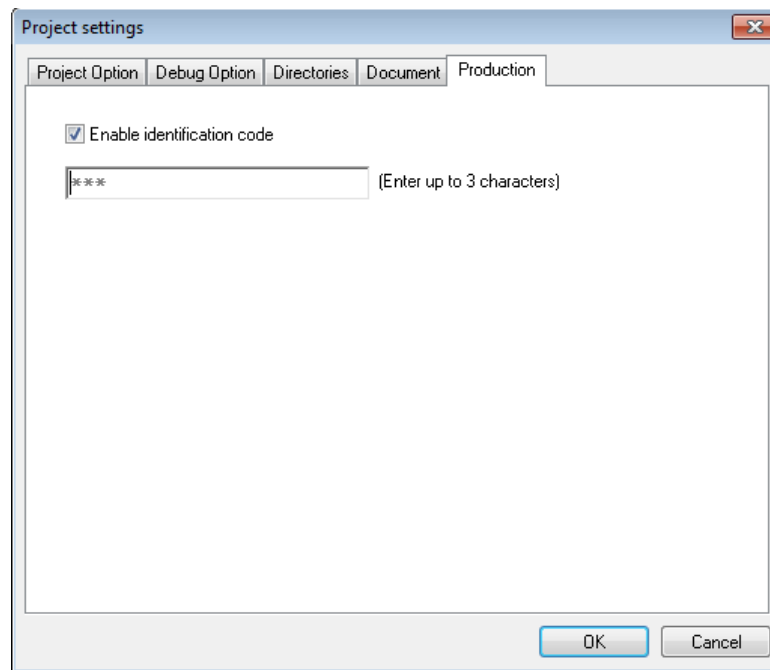 Project settings
Project Option Debug Option Directories Document Production
Enable identification code
*** (Enter up to 3 characters)
OK Cancel